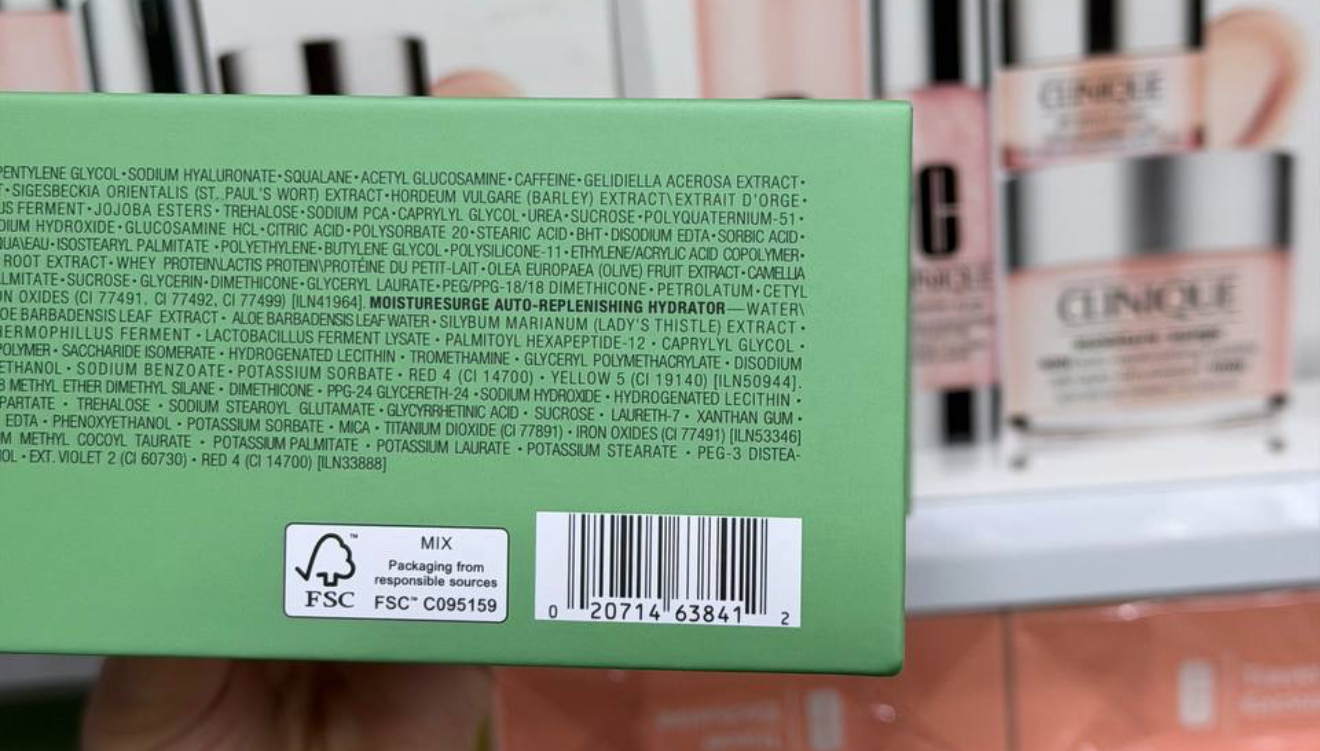 PENTYLENE GLYCOL•SODIUM HYALURONATE•SQUALANE•ACETYL GLUCOSAMINE•CAFFEINE•GELIDIELLA ACEROSA EXTRACT•
•SIGESBECKIA ORIENTALIS (ST. PAUL'S WORT) EXTRACT•HORDEUM VULGARE (BARLEY) EXTRACT\EXTRAIT D'ORGE•
US FERMENT•JOJOBA ESTERS•TREHALOSE•SODIUM PCA•CAPRYLYL GLYCOL•UREA•SUCROSE•POLYQUATERNIUM-51•
DIUM HYDROXIDE•GLUCOSAMINE HCL•CITRIC ACID•POLYSORBATE 20•STEARIC ACID•BHT•DISODIUM EDTA•SORBIC ACID•
QUA\EAU•ISOSTEARYL PALMITATE•POLYETHYLENE•BUTYLENE GLYCOL•POLYSILICONE-11•ETHYLENE/ACRYLIC ACID COPOLYMER•
ROOT EXTRACT•WHEY PROTEIN\LACTIS PROTEIN\PROTÉINE DU PETIT-LAIT•OLEA EUROPAEA (OLIVE) FRUIT EXTRACT•CAMELLIA
LMITATE•SUCROSE•GLYCERIN•DIMETHICONE•GLYCERYL LAURATE•PEG/PPG-18/18 DIMETHICONE•PETROLATUM•CETYL
ON OXIDES (CI 77491, CI 77492, CI 77499) [ILN41964]. MOISTURESURGE AUTO-REPLENISHING HYDRATOR—WATER\
OE BARBADENSIS LEAF EXTRACT•ALOE BARBADENSIS LEAF WATER•SILYBUM MARIANUM (LADY'S THISTLE) EXTRACT•
HERMOPHILLUS FERMENT•LACTOBACILLUS FERMENT LYSATE•PALMITOYL HEXAPEPTIDE-12•CAPRYLYL GLYCOL•
POLYMER•SACCHARIDE ISOMERATE•HYDROGENATED LECITHIN•TROMETHAMINE•GLYCERYL POLYMETHACRYLATE•DISODIUM
ETHANOL•SODIUM BENZOATE•POTASSIUM SORBATE•RED 4 (CI 14700)•YELLOW 5 (CI 19140) [ILN50944].
8 METHYL ETHER DIMETHYL SILANE•DIMETHICONE•PPG-24 GLYCERETH-24•SODIUM HYDROXIDE•HYDROGENATED LECITHIN•
PARTATE•TREHALOSE•SODIUM STEAROYL GLUTAMATE•GLYCYRRHETINIC ACID•SUCROSE•LAURETH-7•XANTHAN GUM•
EDTA•PHENOXYETHANOL•POTASSIUM SORBATE•MICA•TITANIUM DIOXIDE (CI 77891)•IRON OXIDES (CI 77491) [ILN53346]
M METHYL COCOYL TAURATE•POTASSIUM PALMITATE•POTASSIUM LAURATE•POTASSIUM STEARATE•PEG-3 DISTEA-
OL•EXT. VIOLET 2 (CI 60730)•RED 4 (CI 14700) [ILN33888]
FSC
MIX
Packaging from
responsible sources
FSC™ C095159
0 20714 63841 2
CLINIQUE
CLINIQUE
moisture surge